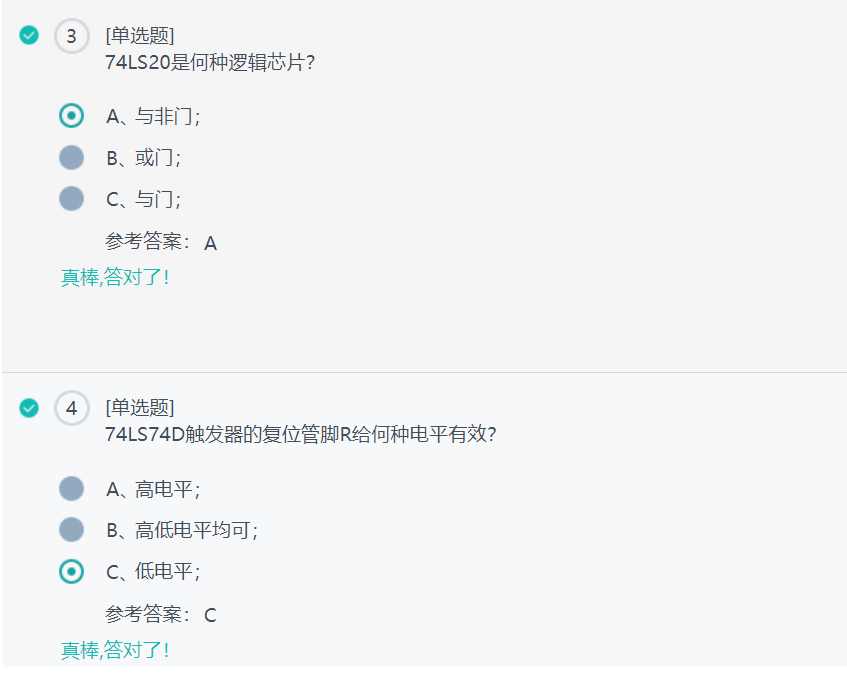 3
[单选题]
74LS20是何种逻辑芯片?
A、与非门;
B、或门;
C、与门;
参考答案: A
真棒,答对了!
4
[单选题]
74LS74D触发器的复位管脚R给何种电平有效?
A、高电平;
B、高低电平均可;
C、低电平;
参考答案: C
真棒,答对了!